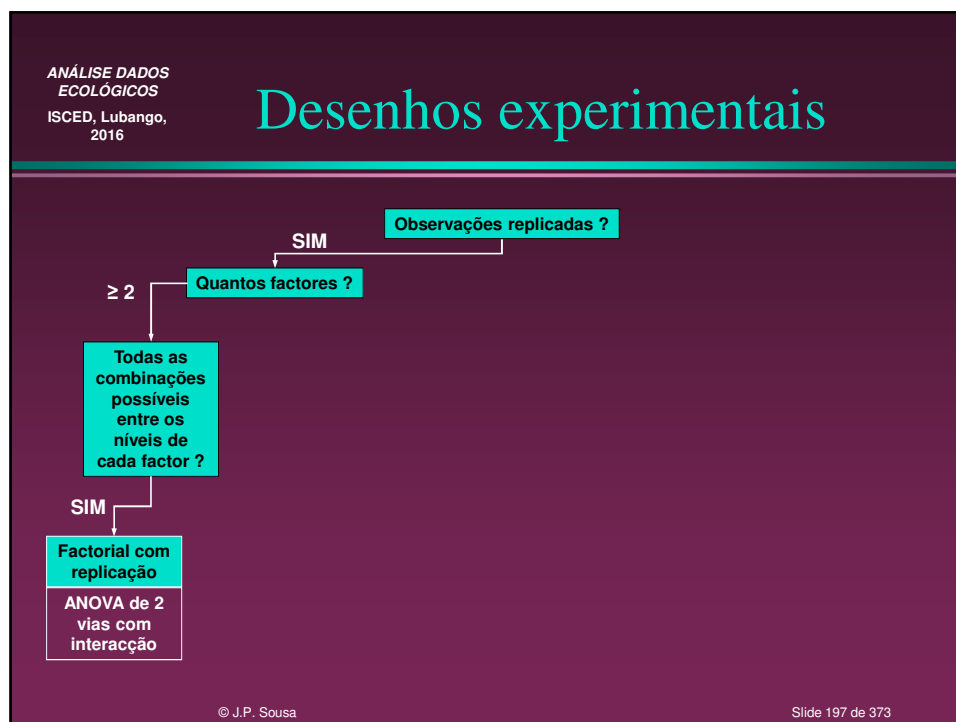 ANÁLISE DADOS
ECOLÓGICOS
ISCED, Lubango,
2016
Desenhos experimentais
Observações replicadas ?
SIM
Quantos factores ?
≥ 2
Todas as
combinações
possíveis
entre os
níveis de
cada factor ?
SIM
Factorial com
replicação
ANOVA de 2
vias com
interacção
© J.P. Sousa
Slide 197 de 373